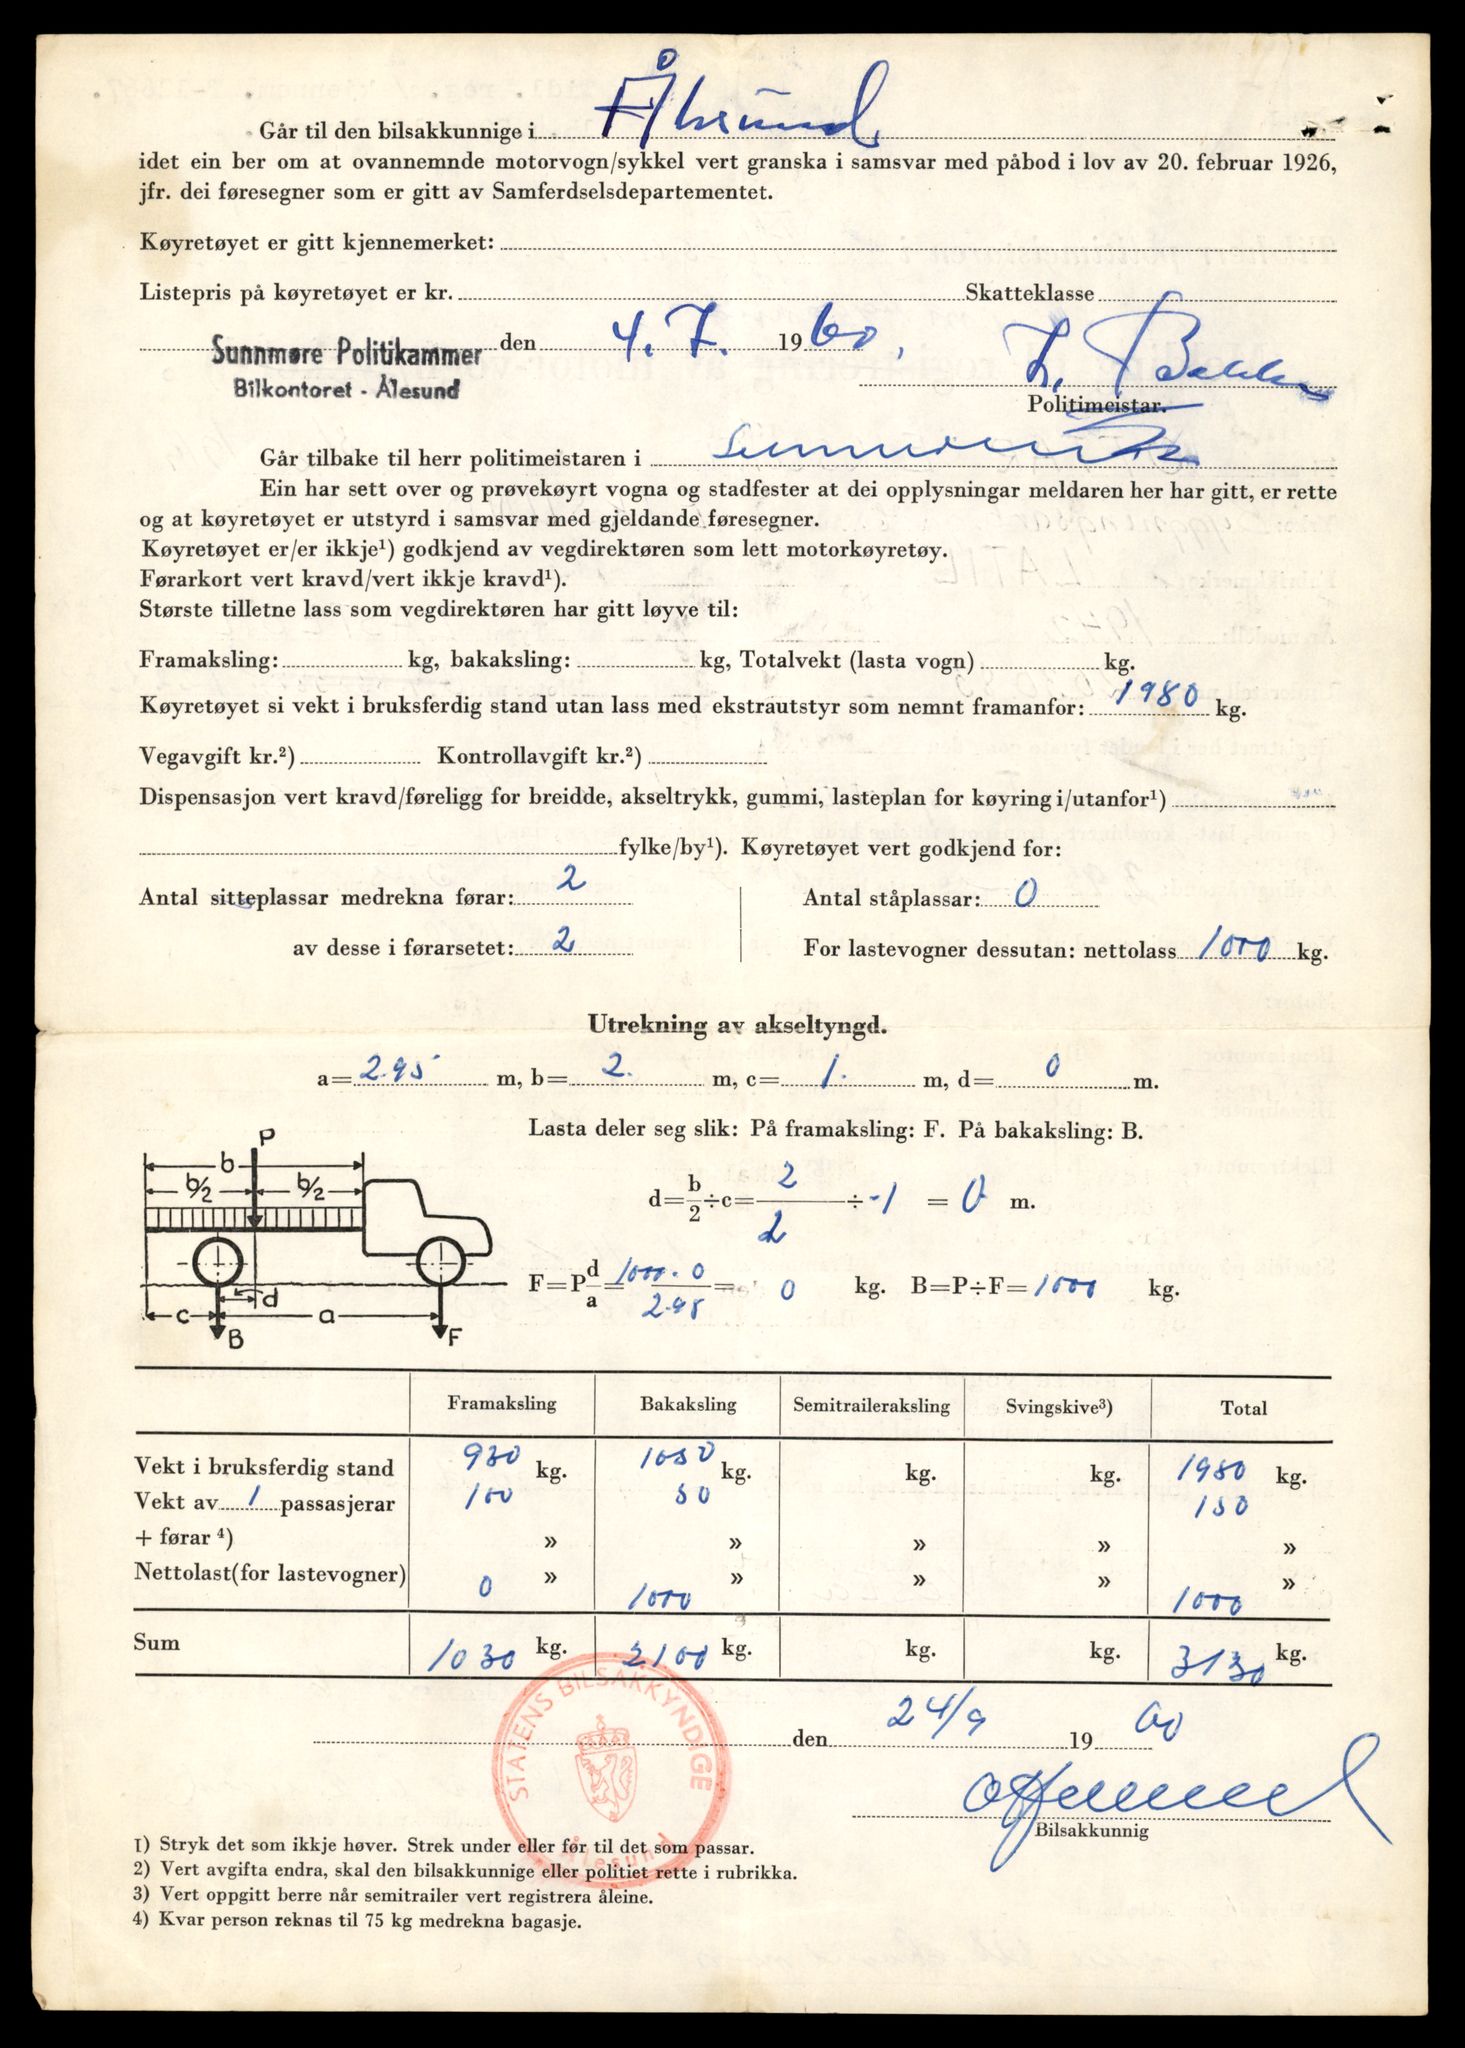 Går til den bilsakkunnige i Ålesund
idet ein ber om at ovannemnde motorvogn/sykkel vert granska i samsvar med påbod i lov av 20. februar 1926,
jfr. dei føresegner som er gitt av Samferdselsdepartementet.
Køyretøyet er gitt kjennemerket:
Listepris på køyretøyet er kr. Skatteklasse
Sunnmøre Politikammer den 4. 7. 1960,
Bilkontoret - Ålesund
Politimeistar.
Går tilbake til herr politimeistaren i Sunnmøre
Ein har sett over og prøvekøyrt vogna og stadfester at dei opplysningar meldaren her har gitt, er rette
og at køyretøyet er utstyrd i samsvar med gjeldande føresegner.
Køyretøyet er/er ikkje¹) godkjend av vegdirektøren som lett motorkøyretøy.
Førarkort vert kravd/vert ikkje kravd¹).
Største tilletne lass som vegdirektøren har gitt løyve til:
Framaksling: kg, bakaksling: kg, Totalvekt (lasta vogn) kg.
Køyretøyet si vekt i bruksferdig stand utan lass med ekstrautstyr som nemnt framanfor: 1980 kg.
Vegavgift kr.²) Kontrollavgift kr.²)
Dispensasjon vert kravd/føreligg for breidde, akseltrykk, gummi, lasteplan for køyring i/utanfor¹)
fylke/by¹). Køyretøyet vert godkjend for:
Antal sitteplassar medrekna førar: 2 Antal ståplassar: 0
av desse i førarsetet: 2 For lastevogner dessutan: nettolass 1000 kg.
Utrekning av akseltyngd.
a= 2.95 m, b= 2. m, c= 1. m, d= 0 m.
Lasta deler seg slik: På framaksling: F. På bakaksling: B.
P
b
b/2 b/2
d=b/2÷c= 2/2 ÷ -1 = 0 m.
F=P d/a= 1000. 0/2.95 = 0 kg. B=P÷F= 1000 kg.
d
c a
B F
Framaksling Bakaksling Semitraileraksling Svingskive³) Total
Vekt i bruksferdig stand 930 kg. 1050 kg. kg. kg. 1980 kg.
Vekt av 1 passasjerar 100 50 150
+ førar ⁴) » » » » »
Nettolast(for lastevogner) 0 » 1000 » » » 1000 »
Sum 1030 kg. 2100 kg. kg. kg. 3130 kg.
den 24/9 1960
Bilsakkunnig
STATENS BILSAKKYNDIGE
Ålesund
1) Stryk det som ikkje høver. Strek under eller før til det som passar.
2) Vert avgifta endra, skal den bilsakkunnige eller politiet rette i rubrikka.
3) Vert oppgitt berre når semitrailer vert registrera åleine.
4) Kvar person reknas til 75 kg medrekna bagasje.